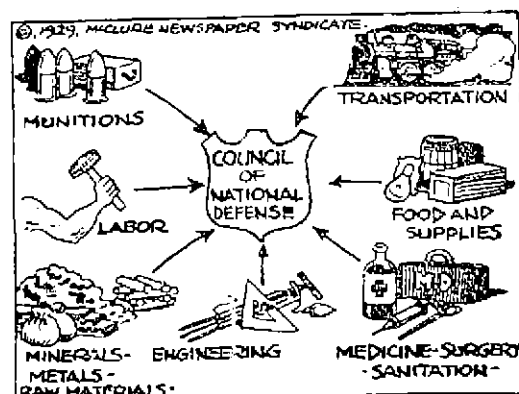 ©, 1929, McCLURE NEWSPAPER SYNDICATE.
MUNITIONS
TRANSPORTATION
COUNCIL
OF
NATIONAL
DEFENSE
LABOR
FOOD AND
SUPPLIES
MINERALS-
METALS-
RAW MATERIALS-
ENGINEERING
MEDICINE-SURGERY
-SANITATION-
M.D.